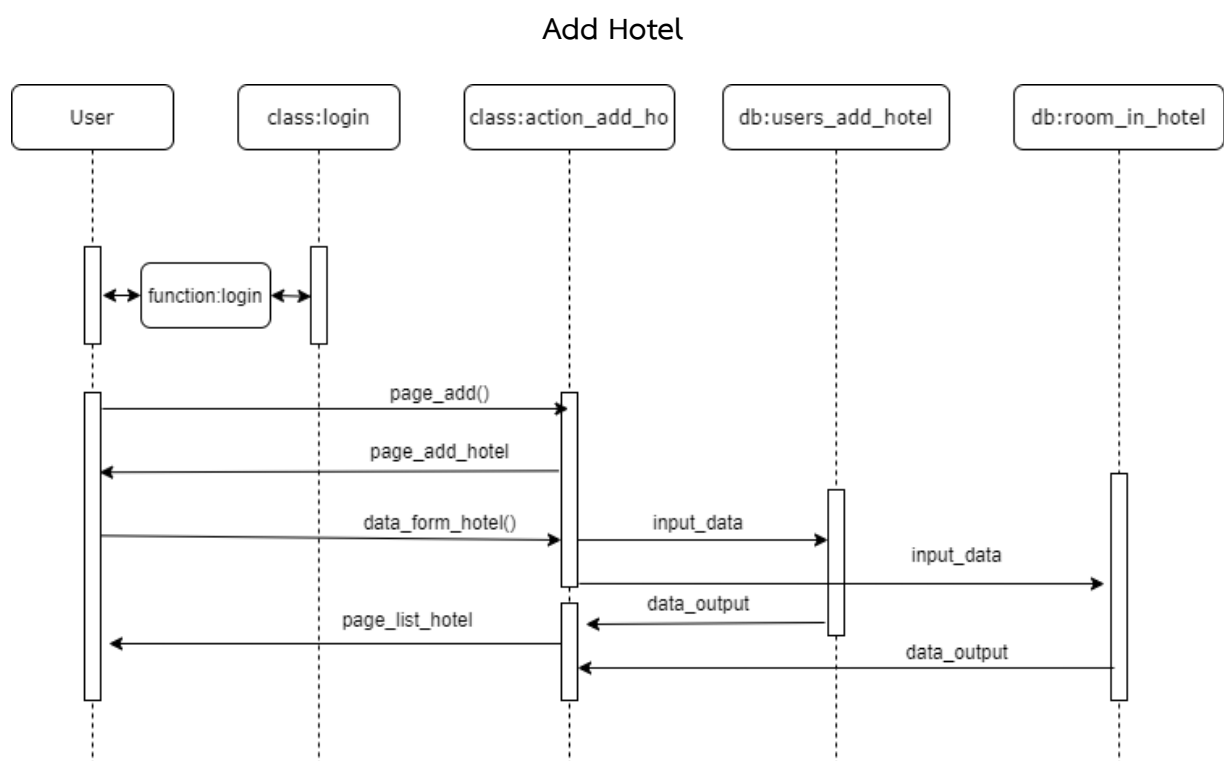 Add Hotel
User
class:login
class:action_add_ho
db:users_add_hotel
db:room_in_hotel
function:login
page_add()
page_add_hotel
data_form_hotel()
input_data
input_data
data_output
page_list_hotel
data_output